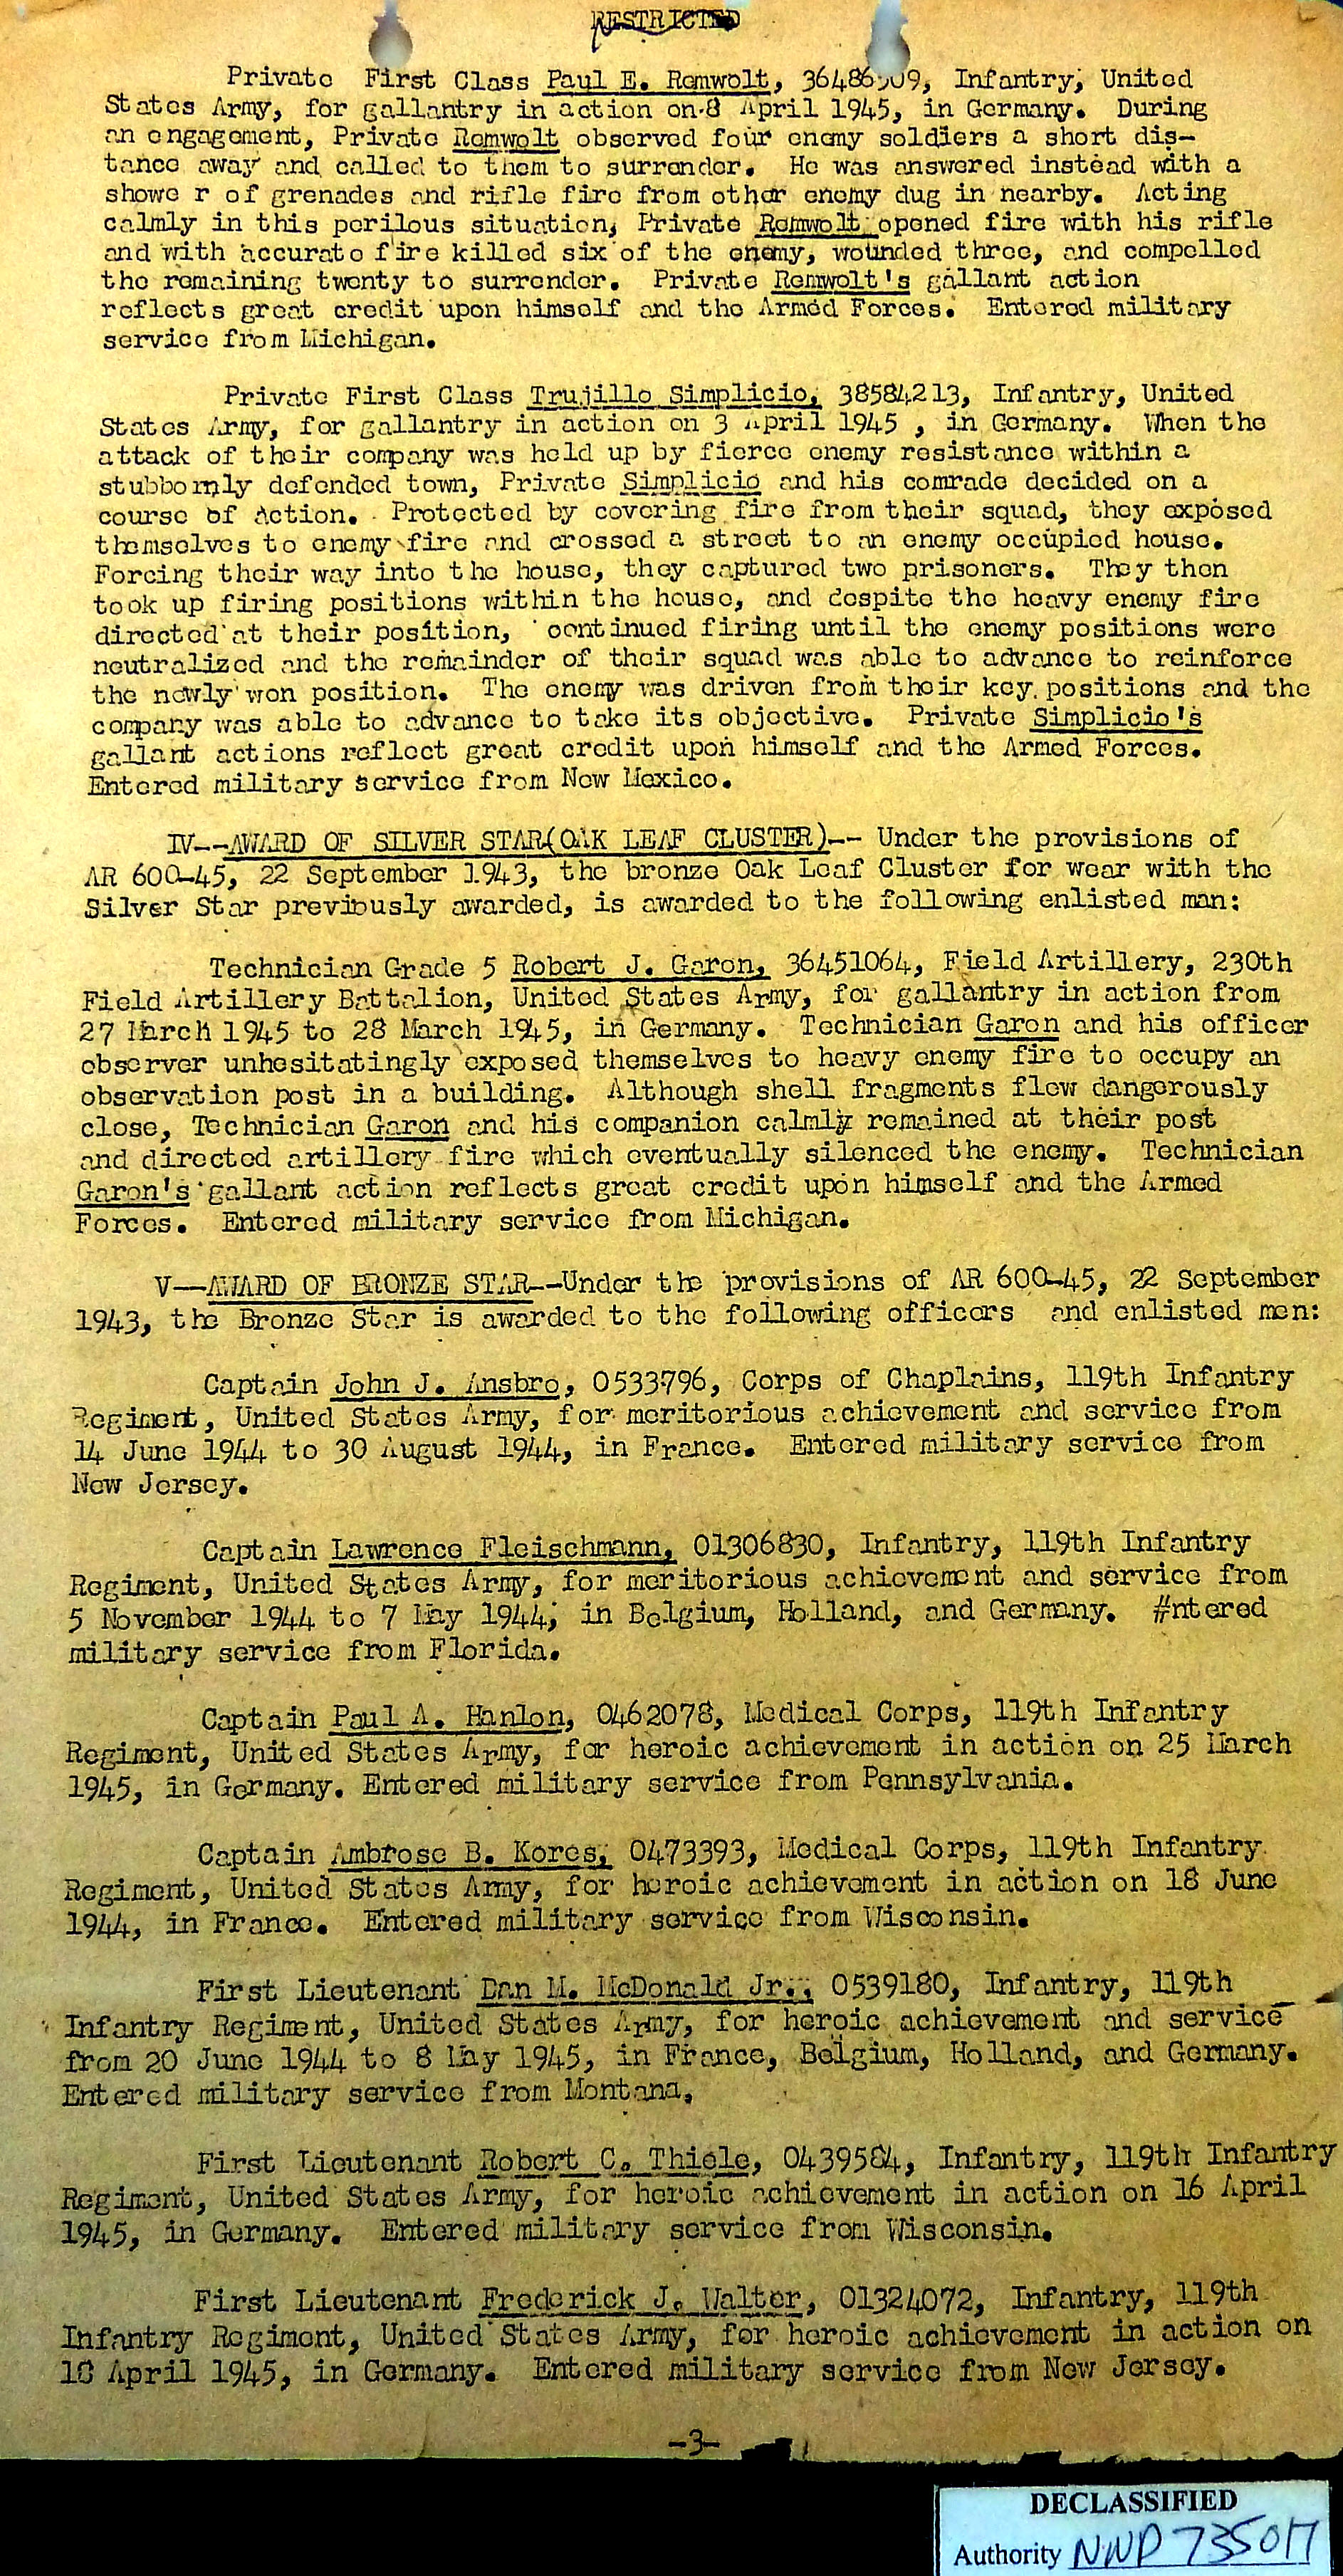 RESTRICTED
Private First Class Paul E. Remwolt, 36486509, Infantry, United
States Army, for gallantry in action on 8 April 1945, in Germany. During
an engagement, Private Remwolt observed four enemy soldiers a short dis-
tance away and called to them to surrender. He was answered instead with a
showe r of grenades and rifle fire from other enemy dug in nearby. Acting
calmly in this perilous situation, Private Remwolt opened fire with his rifle
and with accurate fire killed six of the enemy, wounded three, and compelled
the remaining twenty to surrender. Private Remwolt's gallant action
reflects great credit upon himself and the Armed Forces. Entered military
service from Michigan.
Private First Class Trujillo Simplicio, 38584213, Infantry, United
States Army, for gallantry in action on 3 April 1945 , in Germany. When the
attack of their company was held up by fierce enemy resistance within a
stubbornly defended town, Private Simplicio and his comrade decided on a
course of Action. Protected by covering fire from their squad, they exposed
themselves to enemy fire and crossed a street to an enemy occupied house.
Forcing their way into the house, they captured two prisoners. They then
took up firing positions within the house, and despite the heavy enemy fire
directed at their position, continued firing until the enemy positions were
neutralized and the remainder of their squad was able to advance to reinforce
the newly won position. The enemy was driven from their key positions and the
company was able to advance to take its objective. Private Simplicio's
gallant actions reflect great credit upon himself and the Armed Forces.
Entered military service from New Mexico.
IV--AWARD OF SILVER STAR(OAK LEAF CLUSTER)-- Under the provisions of
AR 600-45, 22 September 1943, the bronze Oak Leaf Cluster for wear with the
Silver Star previously awarded, is awarded to the following enlisted man:
Technician Grade 5 Robert J. Garon, 36451064, Field Artillery, 230th
Field Artillery Battalion, United States Army, for gallantry in action from
27 March 1945 to 28 March 1945, in Germany. Technician Garon and his officer
observer unhesitatingly exposed themselves to heavy enemy fire to occupy an
observation post in a building. Although shell fragments flew dangerously
close, Technician Garon and his companion calmly remained at their post
and directed artillery fire which eventually silenced the enemy. Technician
Garon's gallant action reflects great credit upon himself and the Armed
Forces. Entered military service from Michigan.
V--AWARD OF BRONZE STAR--Under the provisions of AR 600-45, 22 September
1943, the Bronze Star is awarded to the following officers and enlisted men:
Captain John J. Ansbro, 0533796, Corps of Chaplains, 119th Infantry
Regiment, United States Army, for meritorious achievement and service from
14 June 1944 to 30 August 1944, in France. Entered military service from
New Jersey.
Captain Lawrence Fleischmann, 01306830, Infantry, 119th Infantry
Regiment, United States Army, for meritorious achievement and service from
5 November 1944 to 7 May 1944, in Belgium, Holland, and Germany. #ntered
military service from Florida.
Captain Paul A. Hanlon, 0462078, Medical Corps, 119th Infantry
Regiment, United States Army, for heroic achievement in action on 25 March
1945, in Germany. Entered military service from Pennsylvania.
Captain Ambrose B. Kores, 0473393, Medical Corps, 119th Infantry
Regiment, United States Army, for heroic achievement in action on 18 June
1944, in France. Entered military service from Wisconsin.
First Lieutenant Dan M. McDonald Jr., 0539180, Infantry, 119th
Infantry Regiment, United States Army, for heroic achievement and service
from 20 June 1944 to 8 May 1945, in France, Belgium, Holland, and Germany.
Entered military service from Montana.
First Lieutenant Robert C. Thiele, 0439584, Infantry, 119th Infantry
Regiment, United States Army, for heroic achievement in action on 16 April
1945, in Germany. Entered military service from Wisconsin.
First Lieutenant Frederick J. Walter, 01324072, Infantry, 119th
Infantry Regiment, United States Army, for heroic achievement in action on
18 April 1945, in Germany. Entered military service from New Jersey.
-3-
DECLASSIFIED
Authority NND 735017